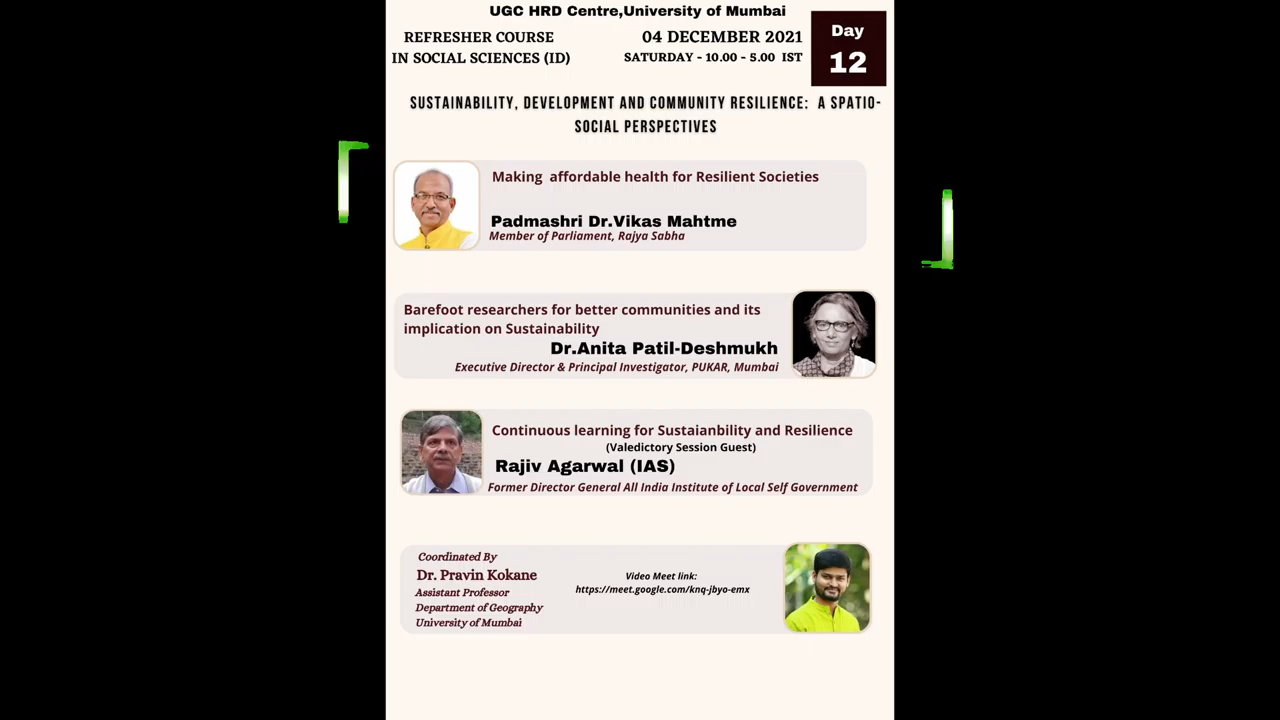 UGC HRD Centre,University of Mumbai
REFRESHER COURSE
IN SOCIAL SCIENCES (ID)
04 DECEMBER 2021
SATURDAY - 10.00 - 5.00 IST
Day
12
SUSTAINABILITY, DEVELOPMENT AND COMMUNITY RESILIENCE: A SPATIO-
SOCIAL PERSPECTIVES
Making affordable health for Resilient Societies
Padmashri Dr.Vikas Mahtme
Member of Parliament, Rajya Sabha
Barefoot researchers for better communities and its
implication on Sustainability
Dr.Anita Patil-Deshmukh
Executive Director & Principal Investigator, PUKAR, Mumbai
Continuous learning for Sustaianbility and Resilience
(Valedictory Session Guest)
Rajiv Agarwal (IAS)
Former Director General All India Institute of Local Self Government
Coordinated By
Dr. Pravin Kokane
Assistant Professor
Department of Geography
University of Mumbai
Video Meet link:
https://meet.google.com/knq-jbyo-emx